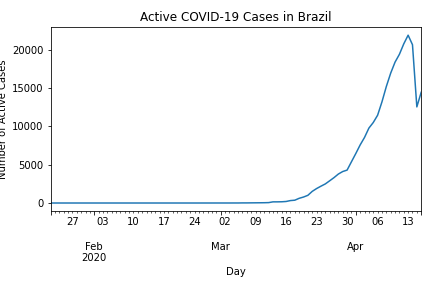 Active COVID-19 Cases in Brazil
Number of Active Cases
20000
15000
10000
5000
0
27 03 10 17 24 02 09 16 23 30 06 13
Feb Mar Apr
2020
Day